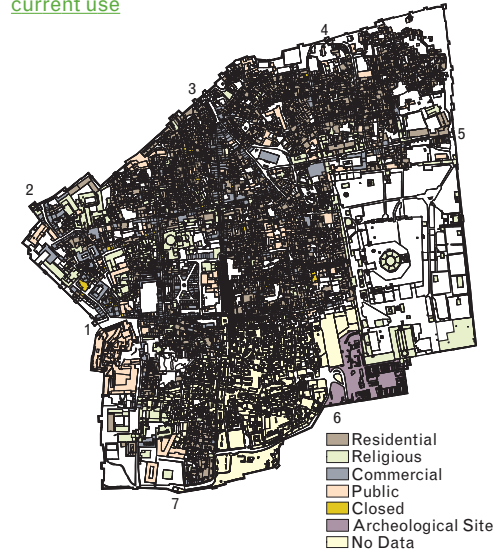 current use
4
3
5
2
1
6
Residential
Religious
Commercial
Public
Closed
Archeological Site
No Data
7